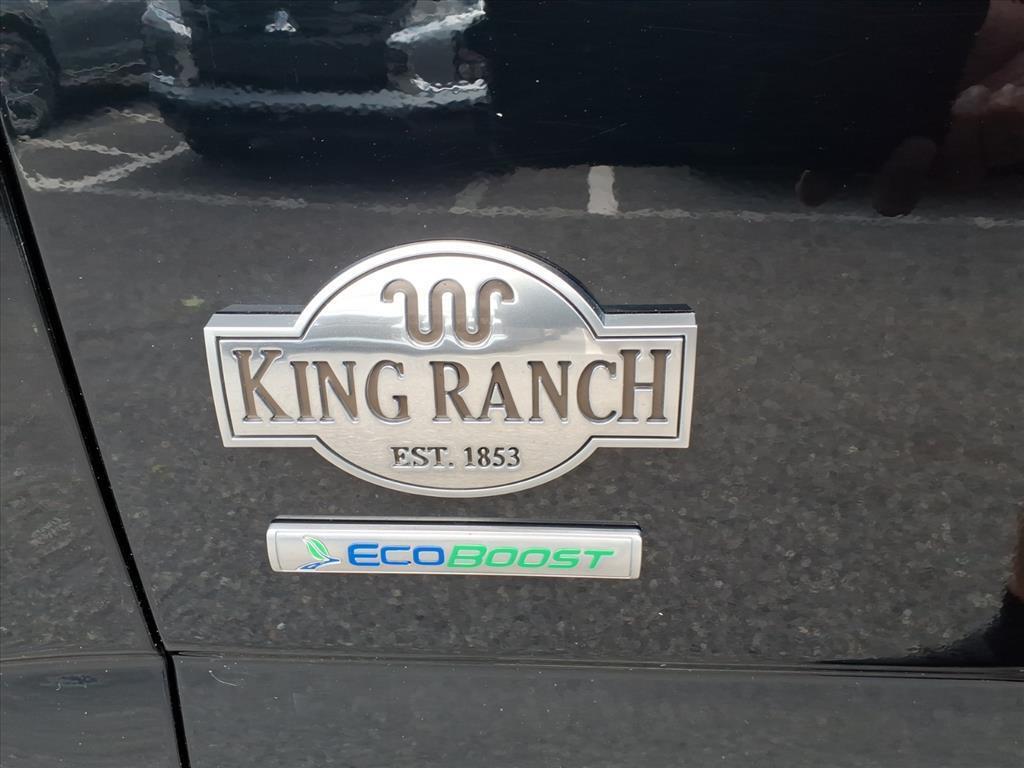 KING RANCH
EST. 1853
ECOBOOST